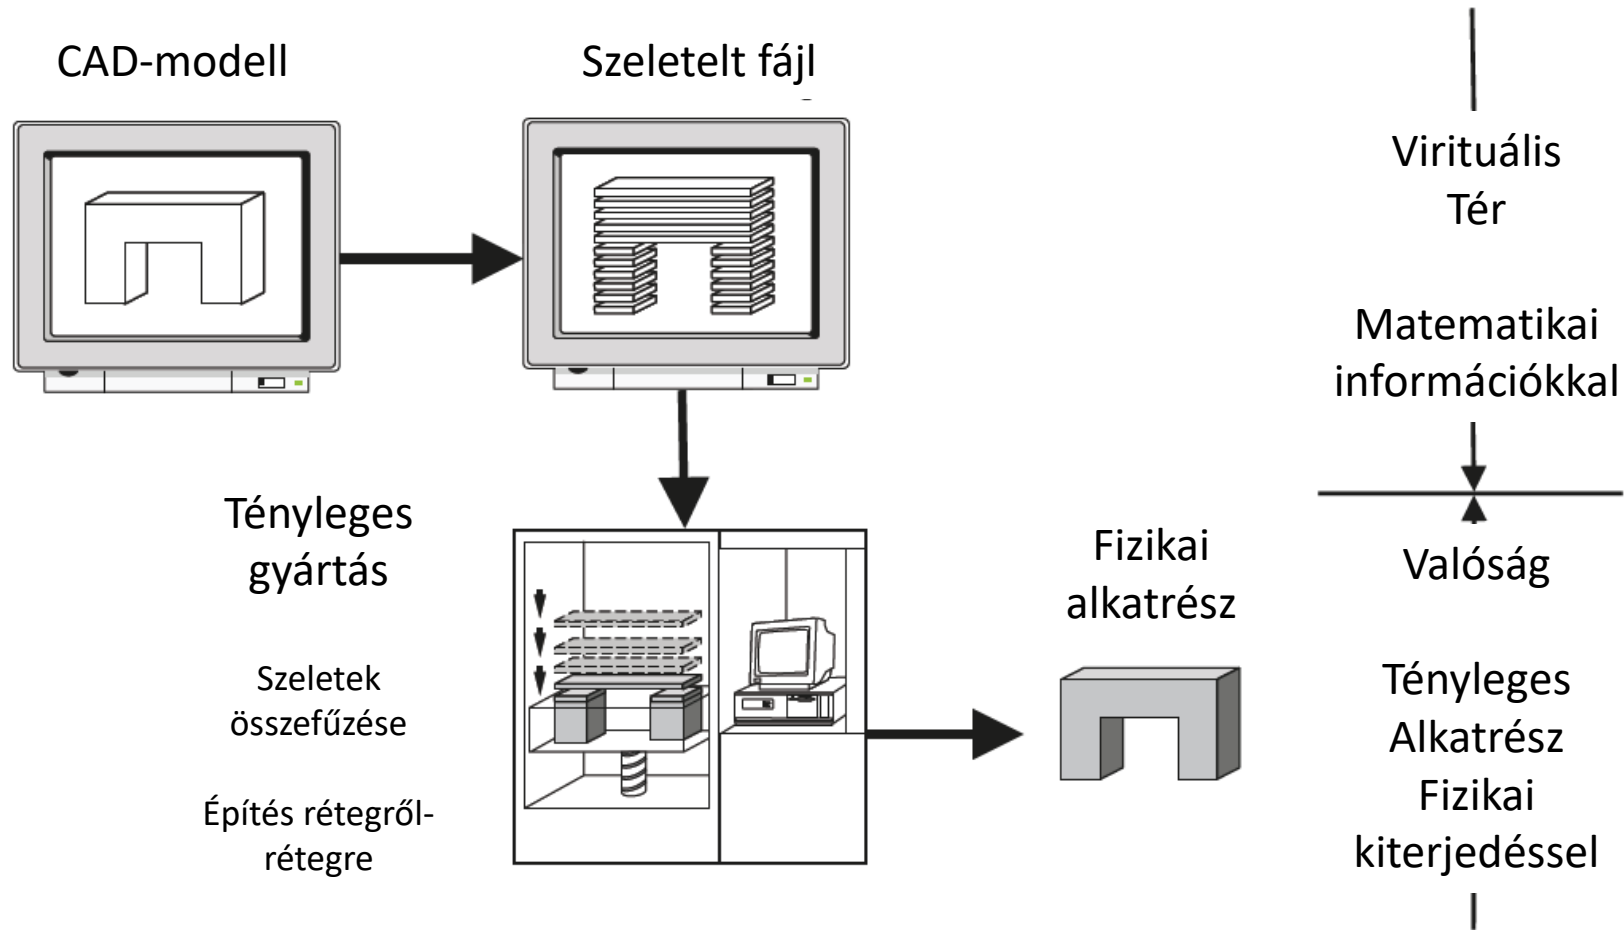 CAD-modell
Szeletelt fájl
Virituális
Tér
Matematikai
információkkal
Tényleges
gyártás
Szeletek
összefűzése
Építés rétegről-
rétegre
Fizikai
alkatrész
Valóság
Tényleges
Alkatrész
Fizikai
kiterjedéssel